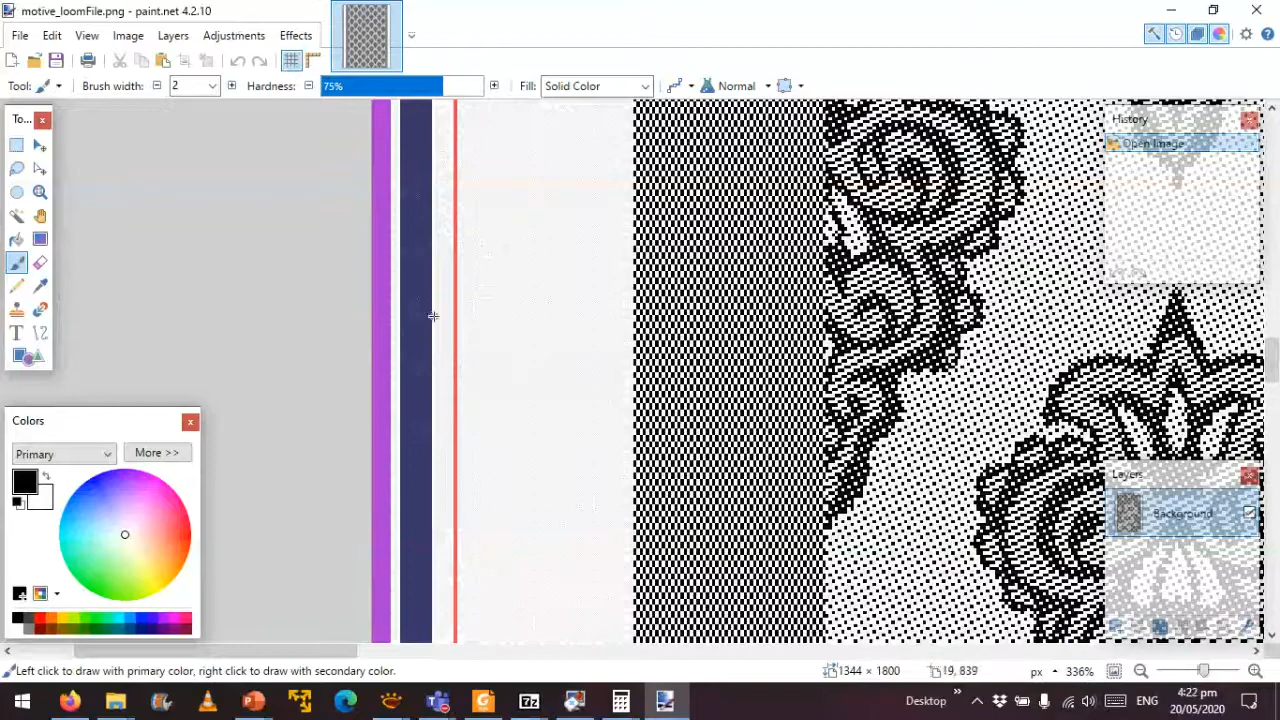 motive_loomFile.png - paint.net 4.2.10
File Edit View Image Layers Adjustments Effects
Tool: Brush width: 2 Hardness: 75% Fill: Solid Color Normal
To...
History
Open Image
Colors
Primary More >>
Layers
Background
Left click to draw with primary color, right click to draw with secondary color.
1344 × 1800 19, 839 px 336%
Desktop » ENG 4:22 pm
20/05/2020